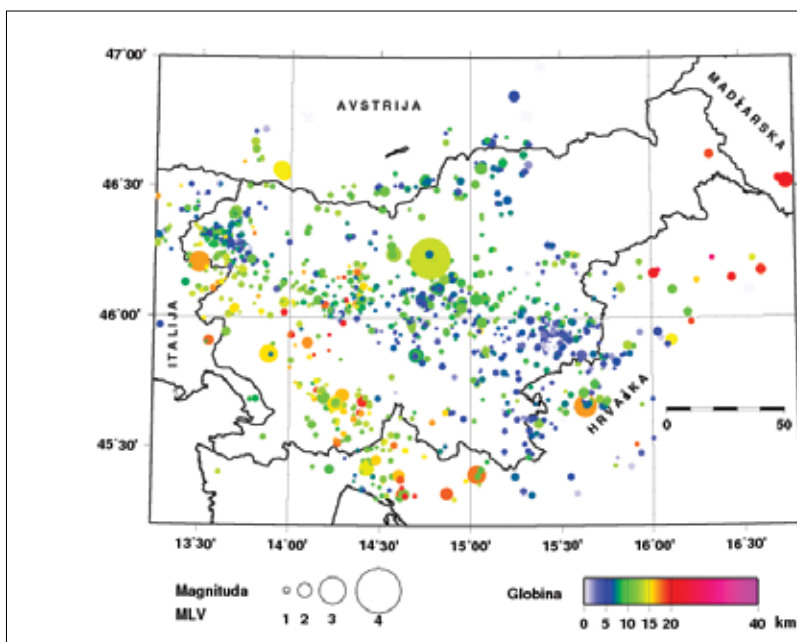 47°00'
AVSTRIJA
MADŽARSKA
46°30'
46°00'
ITALIJA
HRVAŠKA
0 50
45°30'
13°30' 14°00' 14°30' 15°00' 15°30' 16°00' 16°30'
Magnituda
MLV
1 2 3 4
Globina
0 5 10 15 20 40 km